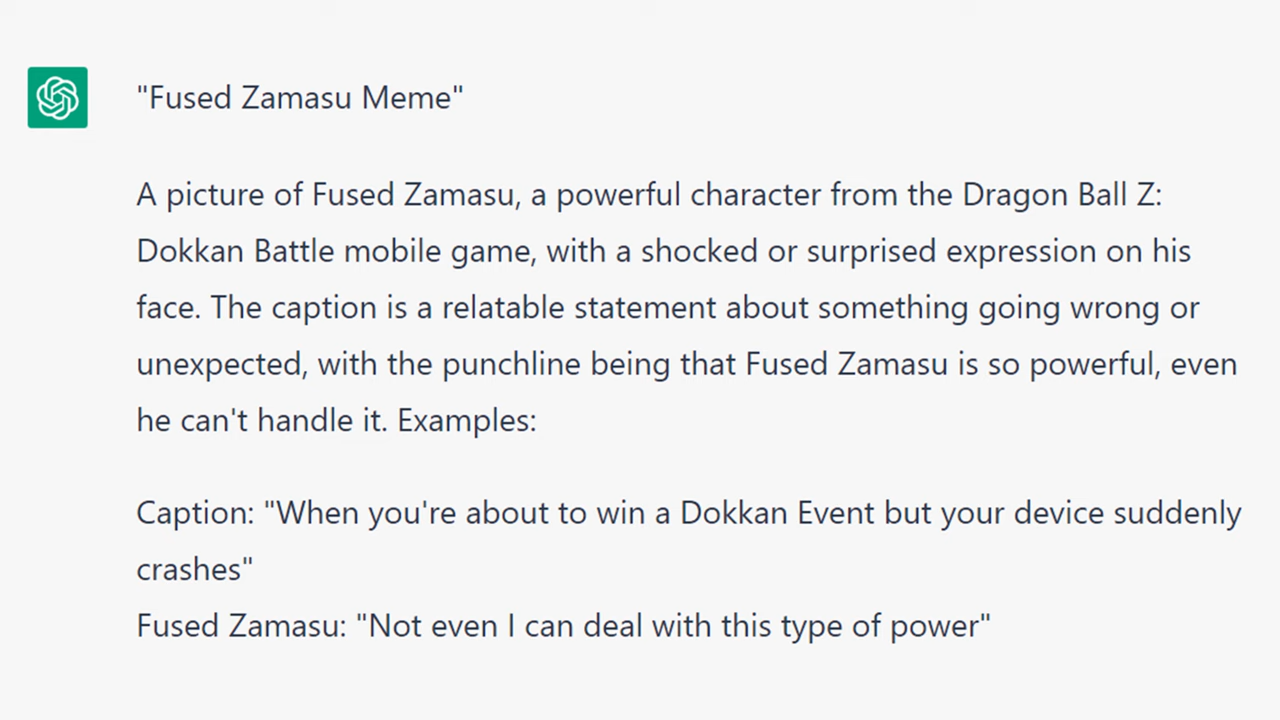 "Fused Zamasu Meme"
A picture of Fused Zamasu, a powerful character from the Dragon Ball Z:
Dokkan Battle mobile game, with a shocked or surprised expression on his
face. The caption is a relatable statement about something going wrong or
unexpected, with the punchline being that Fused Zamasu is so powerful, even
he can't handle it. Examples:
Caption: "When you're about to win a Dokkan Event but your device suddenly
crashes"
Fused Zamasu: "Not even I can deal with this type of power"